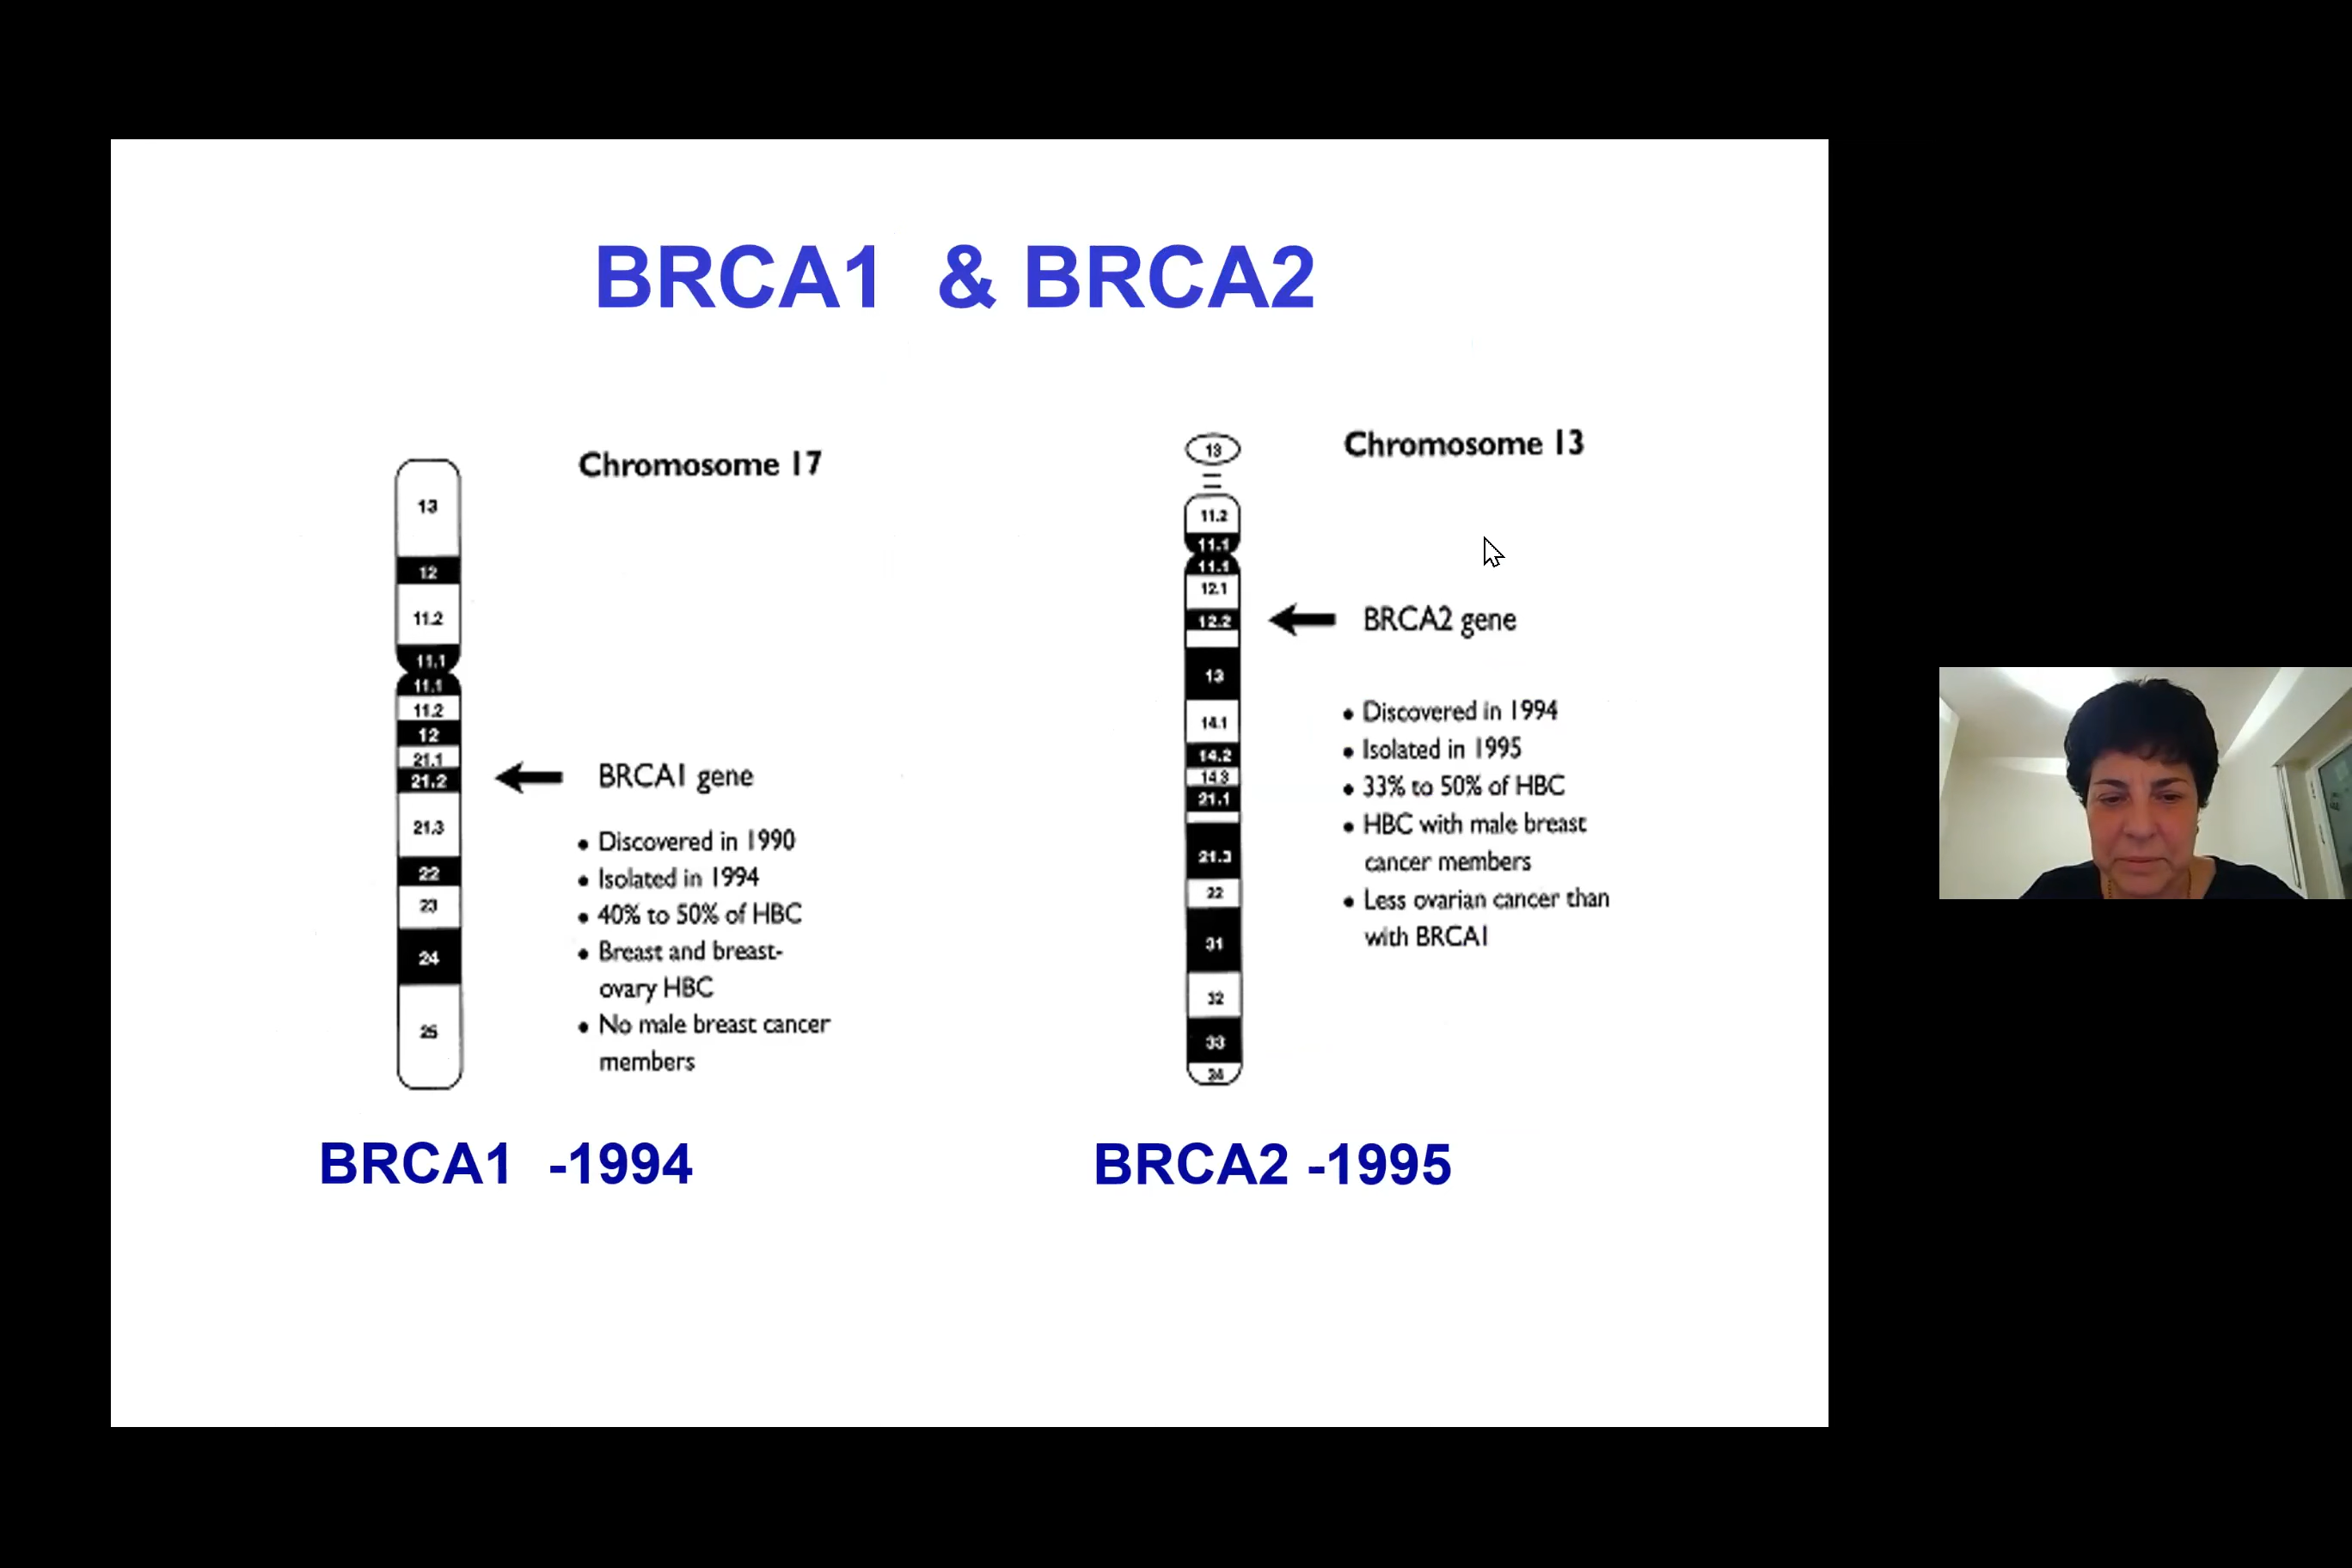 BRCA1 & BRCA2
Chromosome 17
13
12
11.2
11.1
11.1
11.2
12
21.1
21.2
21.3
22
23
24
25
BRCA1 gene
• Discovered in 1990
• Isolated in 1994
• 40% to 50% of HBC
• Breast and breast-
ovary HBC
• No male breast cancer
members
BRCA1 -1994
Chromosome 13
13
11.2
11.1
11.1
12.1
12.2
13
14.1
14.2
14.3
21.1
21.3
22
31
32
33
34
BRCA2 gene
• Discovered in 1994
• Isolated in 1995
• 33% to 50% of HBC
• HBC with male breast
cancer members
• Less ovarian cancer than
with BRCA1
BRCA2 -1995